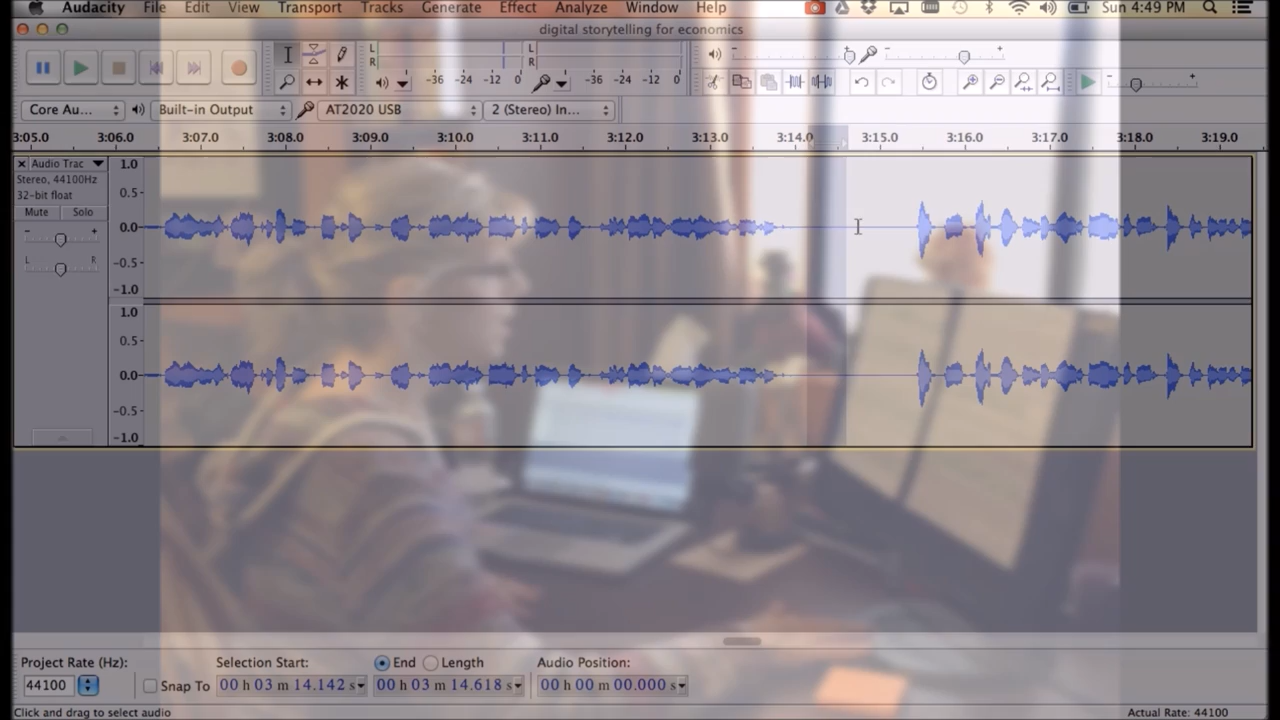 Audacity File Edit View Transport Tracks Generate Effect Analyze Window Help Sun 4:49 PM
digital storytelling for economics
L
R
-36 -24 -12 0
L
R
-36 -24 -12 0
Core Au... Built-in Output AT2020 USB 2 (Stereo) In...
3:05.0 3:06.0 3:07.0 3:08.0 3:09.0 3:10.0 3:11.0 3:12.0 3:13.0 3:14.0 3:15.0 3:16.0 3:17.0 3:18.0 3:19.0
Audio Trac
Stereo, 44100Hz
32-bit float
Mute Solo
- +
L R
1.0
0.5
0.0
-0.5
-1.0
1.0
0.5
0.0
-0.5
-1.0
Project Rate (Hz): Selection Start: End Length Audio Position:
44100 Snap To 00 h 03 m 14.142 s 00 h 03 m 14.618 s 00 h 00 m 00.000 s
Click and drag to select audio Actual Rate: 44100